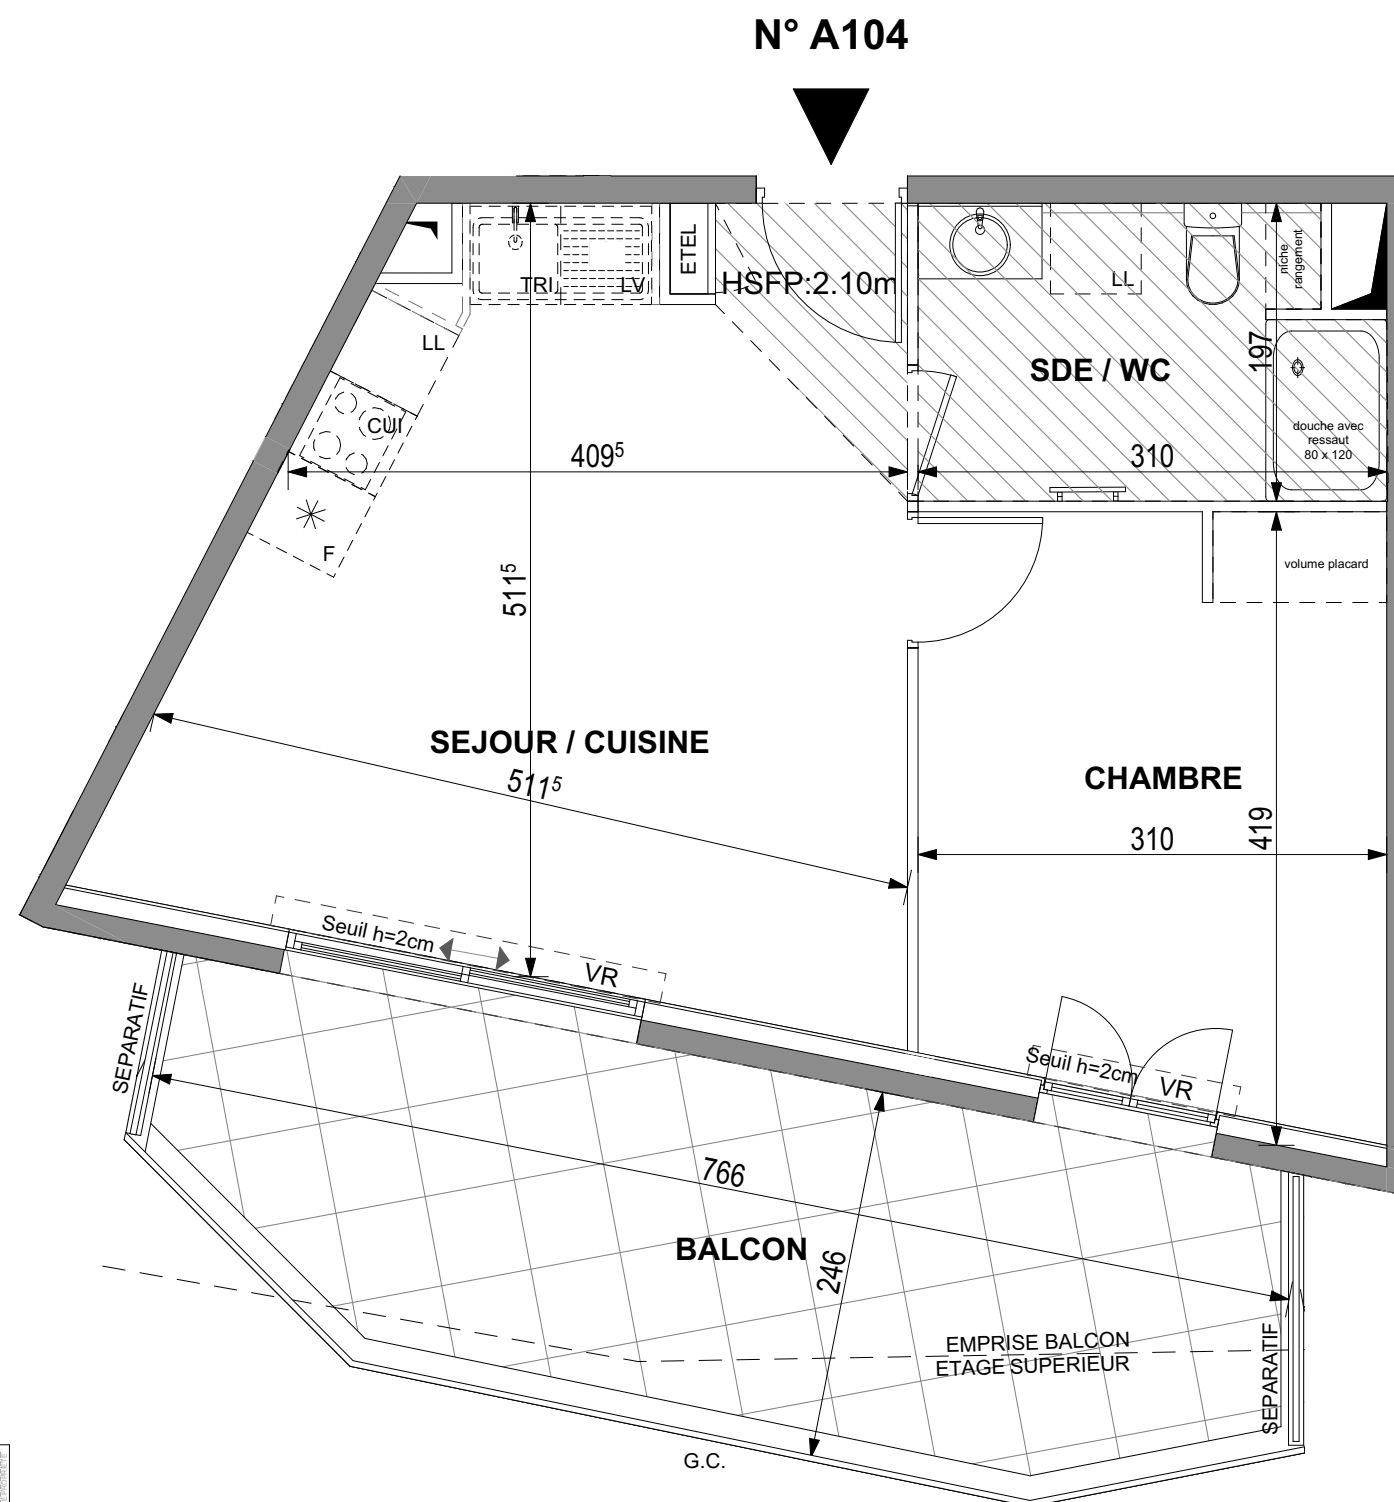 N° A104
ETEL
TRI
LV
HSFP:2.10m
LL
niche
rangement
LL
SDE / WC
197
CUI
douche avec
ressaut
80 x 120
409⁵
310
F
volume placard
511⁵
SEJOUR / CUISINE
511⁵
CHAMBRE
419
310
Seuil h=2cm
VR
SEPARATIF
Seuil h=2cm
VR
766
BALCON
246
EMPRISE BALCON
ETAGE SUPERIEUR
SEPARATIF
G.C.